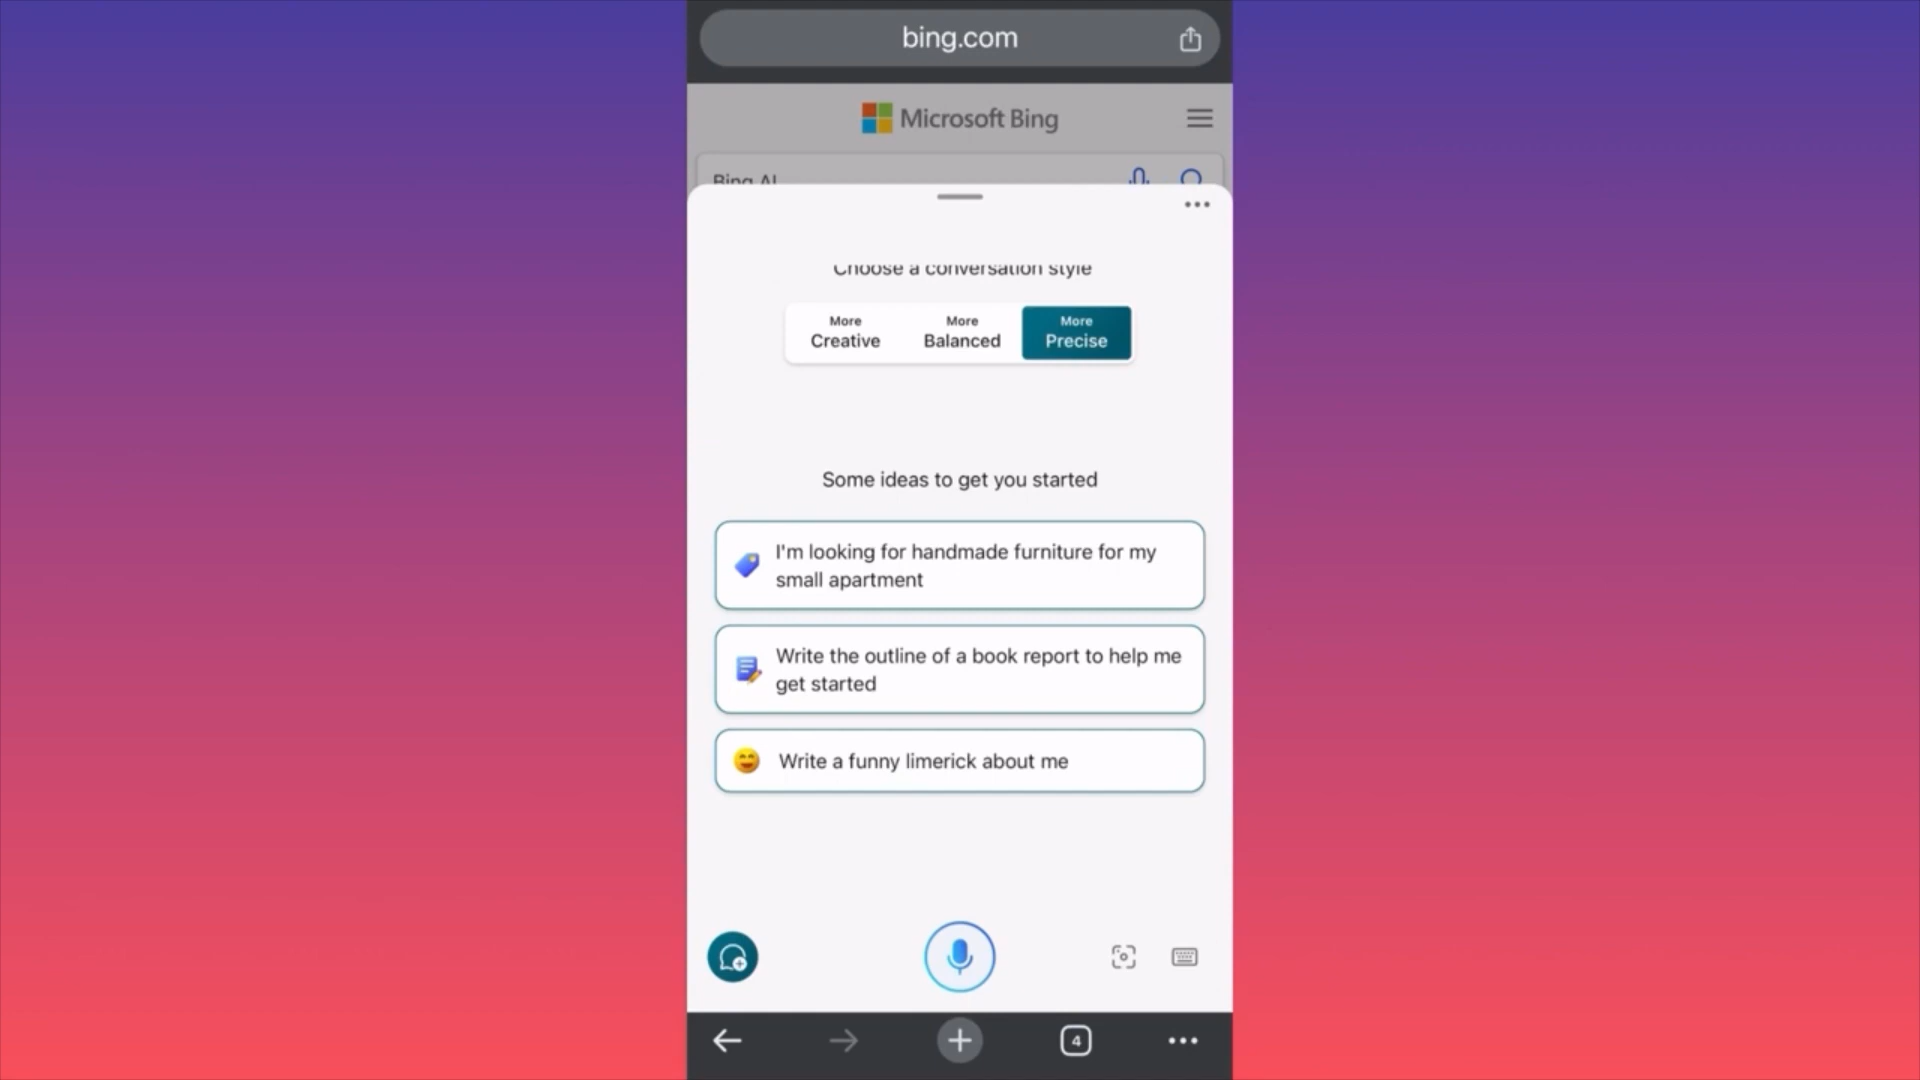 bing.com
Microsoft Bing
Bing AI
Choose a conversation style
More
Creative
More
Balanced
More
Precise
Some ideas to get you started
I'm looking for handmade furniture for my
small apartment
Write the outline of a book report to help me
get started
Write a funny limerick about me
4